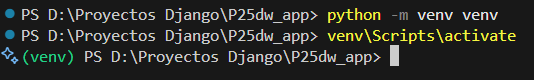 PS D:\Proyectos Django\P25dw_app> python -m venv venv
PS D:\Proyectos Django\P25dw_app> venv\Scripts\activate
(venv) PS D:\Proyectos Django\P25dw_app>